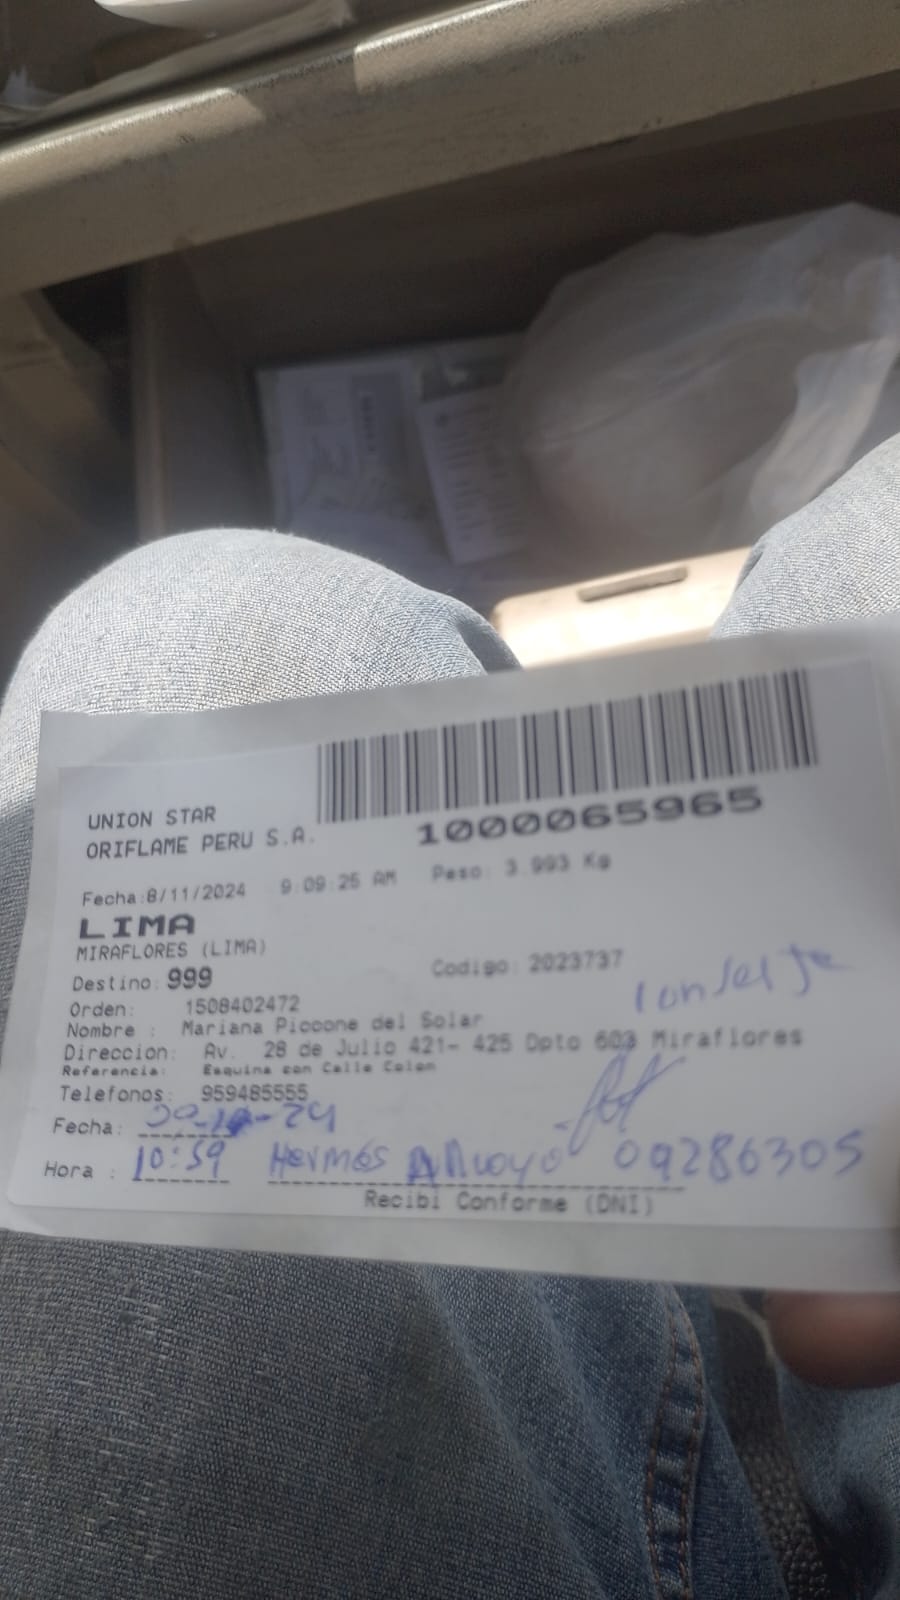 UNION STAR
ORIFLAME PERU S.A.
1000065965
Fecha:8/11/2024 9:09:25 AM Peso: 3.993 Kg
LIMA
MIRAFLORES (LIMA)
Destino: 999 Codigo: 2023737
Orden: 1508402472
Nombre : Mariana Piccone del Solar
Direccion: Av. 28 de Julio 421- 425 Dpto 603 Miraflores
Referencia: Esquina con Calle Colon
Telefonos: 959485555
Fecha:
Hora : 10:59 Hermés 09286305
Recibi Conforme (DNI)